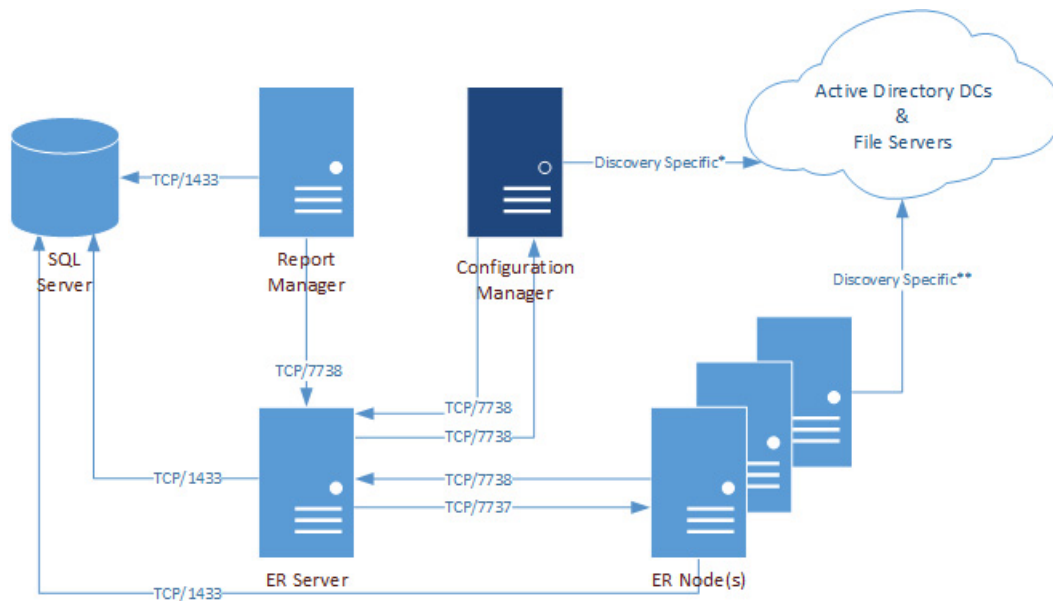 Active Directory DCs
&
File Servers
TCP/1433
Discovery Specific*
SQL
Server
Report
Manager
Configuration
Manager
Discovery Specific**
TCP/7738
TCP/7738
TCP/7738
TCP/1433
TCP/7738
TCP/7737
ER Server
ER Node(s)
TCP/1433